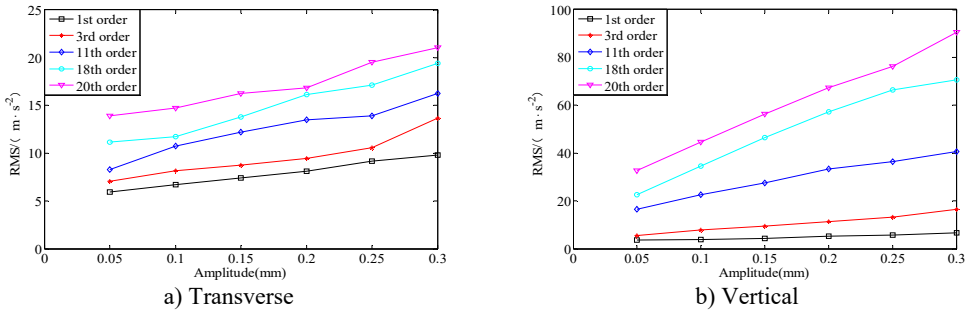 25
20
15
10
5
0
RMS/( m· s⁻²)
1st order
3rd order
11th order
18th order
20th order
0 0.05 0.1 0.15 0.2 0.25 0.3
Amplitude(mm)
a) Transverse
100
80
60
40
20
0
RMS/( m· s⁻²)
1st order
3rd order
11th order
18th order
20th order
0 0.05 0.1 0.15 0.2 0.25 0.3
Amplitude(mm)
b) Vertical